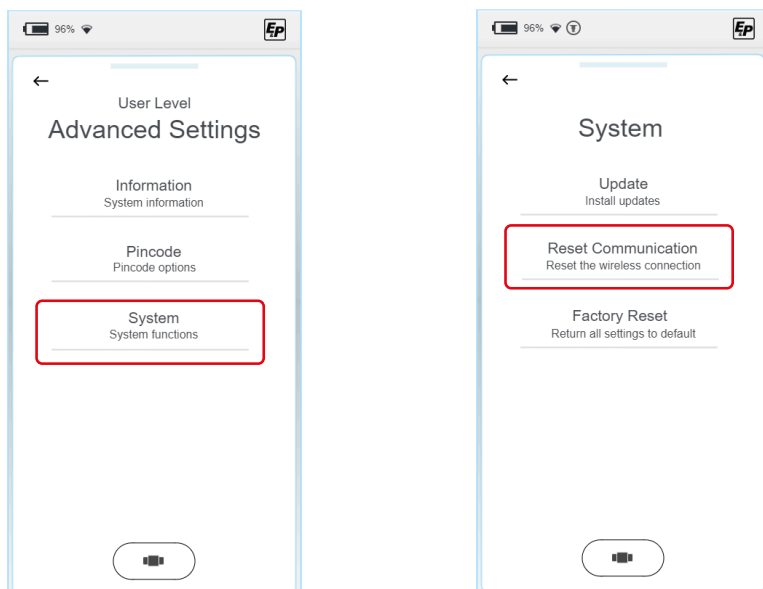 96%
EP
User Level
Advanced Settings
Information
System information
Pincode
Pincode options
System
System functions
96%
T
EP
System
Update
Install updates
Reset Communication
Reset the wireless connection
Factory Reset
Return all settings to default